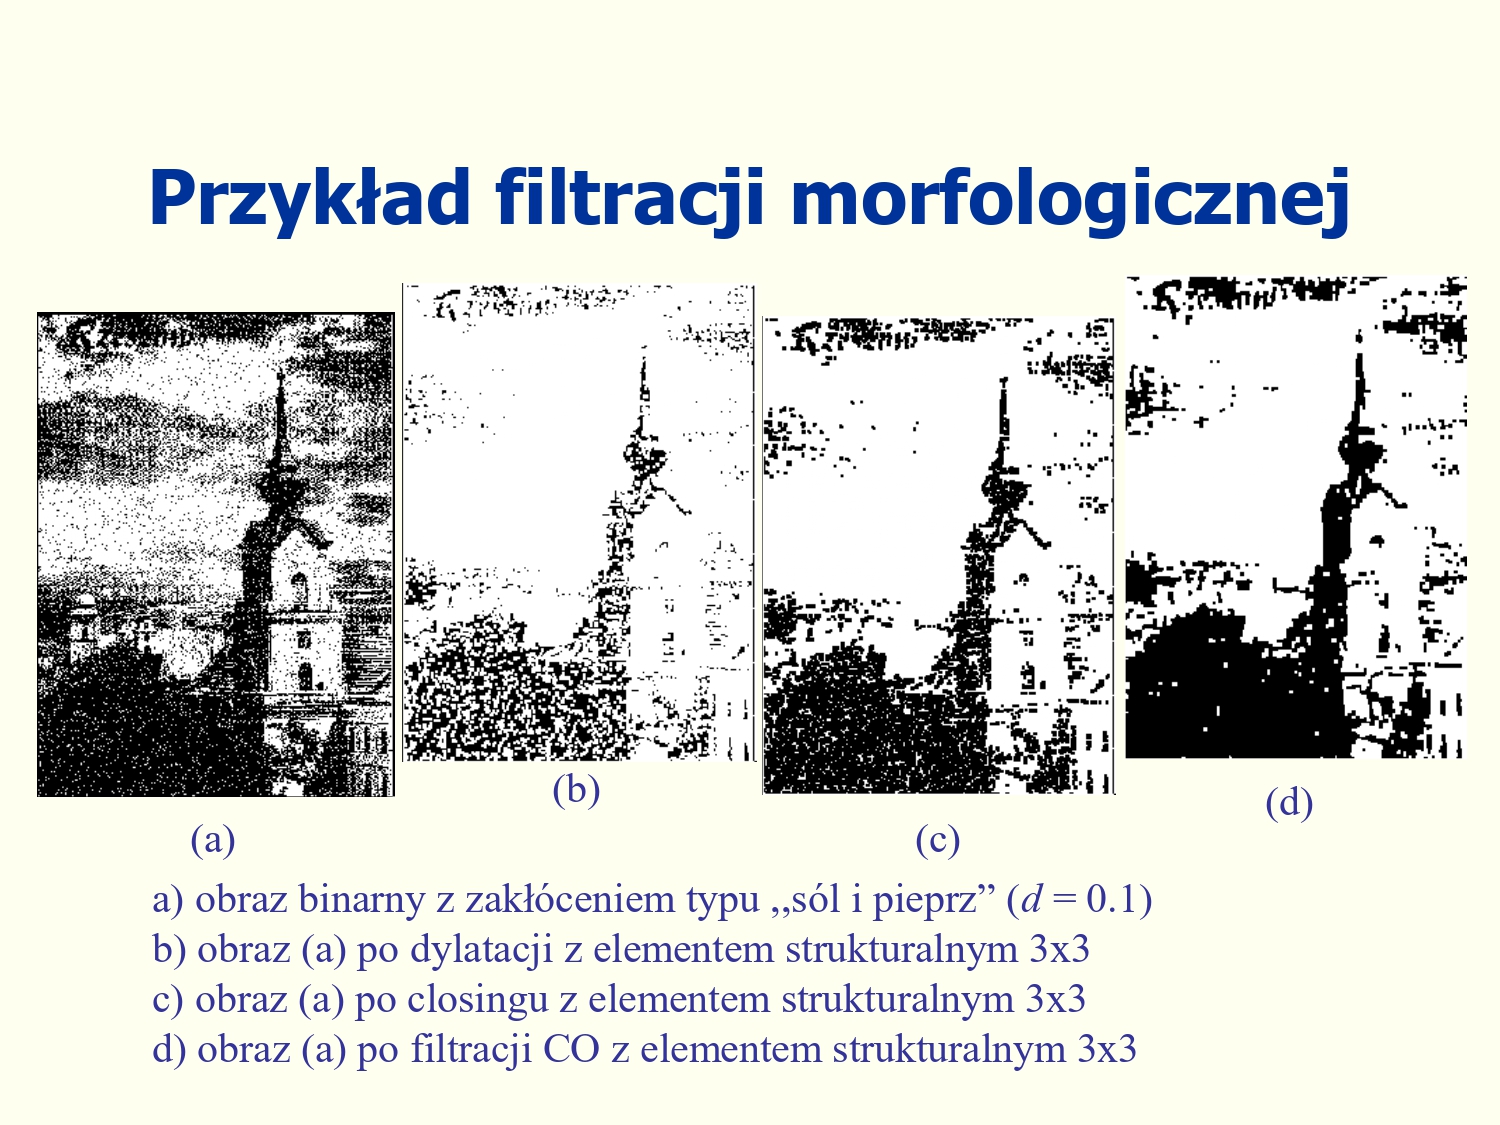 Przykład filtracji morfologicznej
(b)
(d)
(a)
(c)
a) obraz binarny z zakłóceniem typu ,,sól i pieprz” (d = 0.1)
b) obraz (a) po dylatacji z elementem strukturalnym 3x3
c) obraz (a) po closingu z elementem strukturalnym 3x3
d) obraz (a) po filtracji CO z elementem strukturalnym 3x3